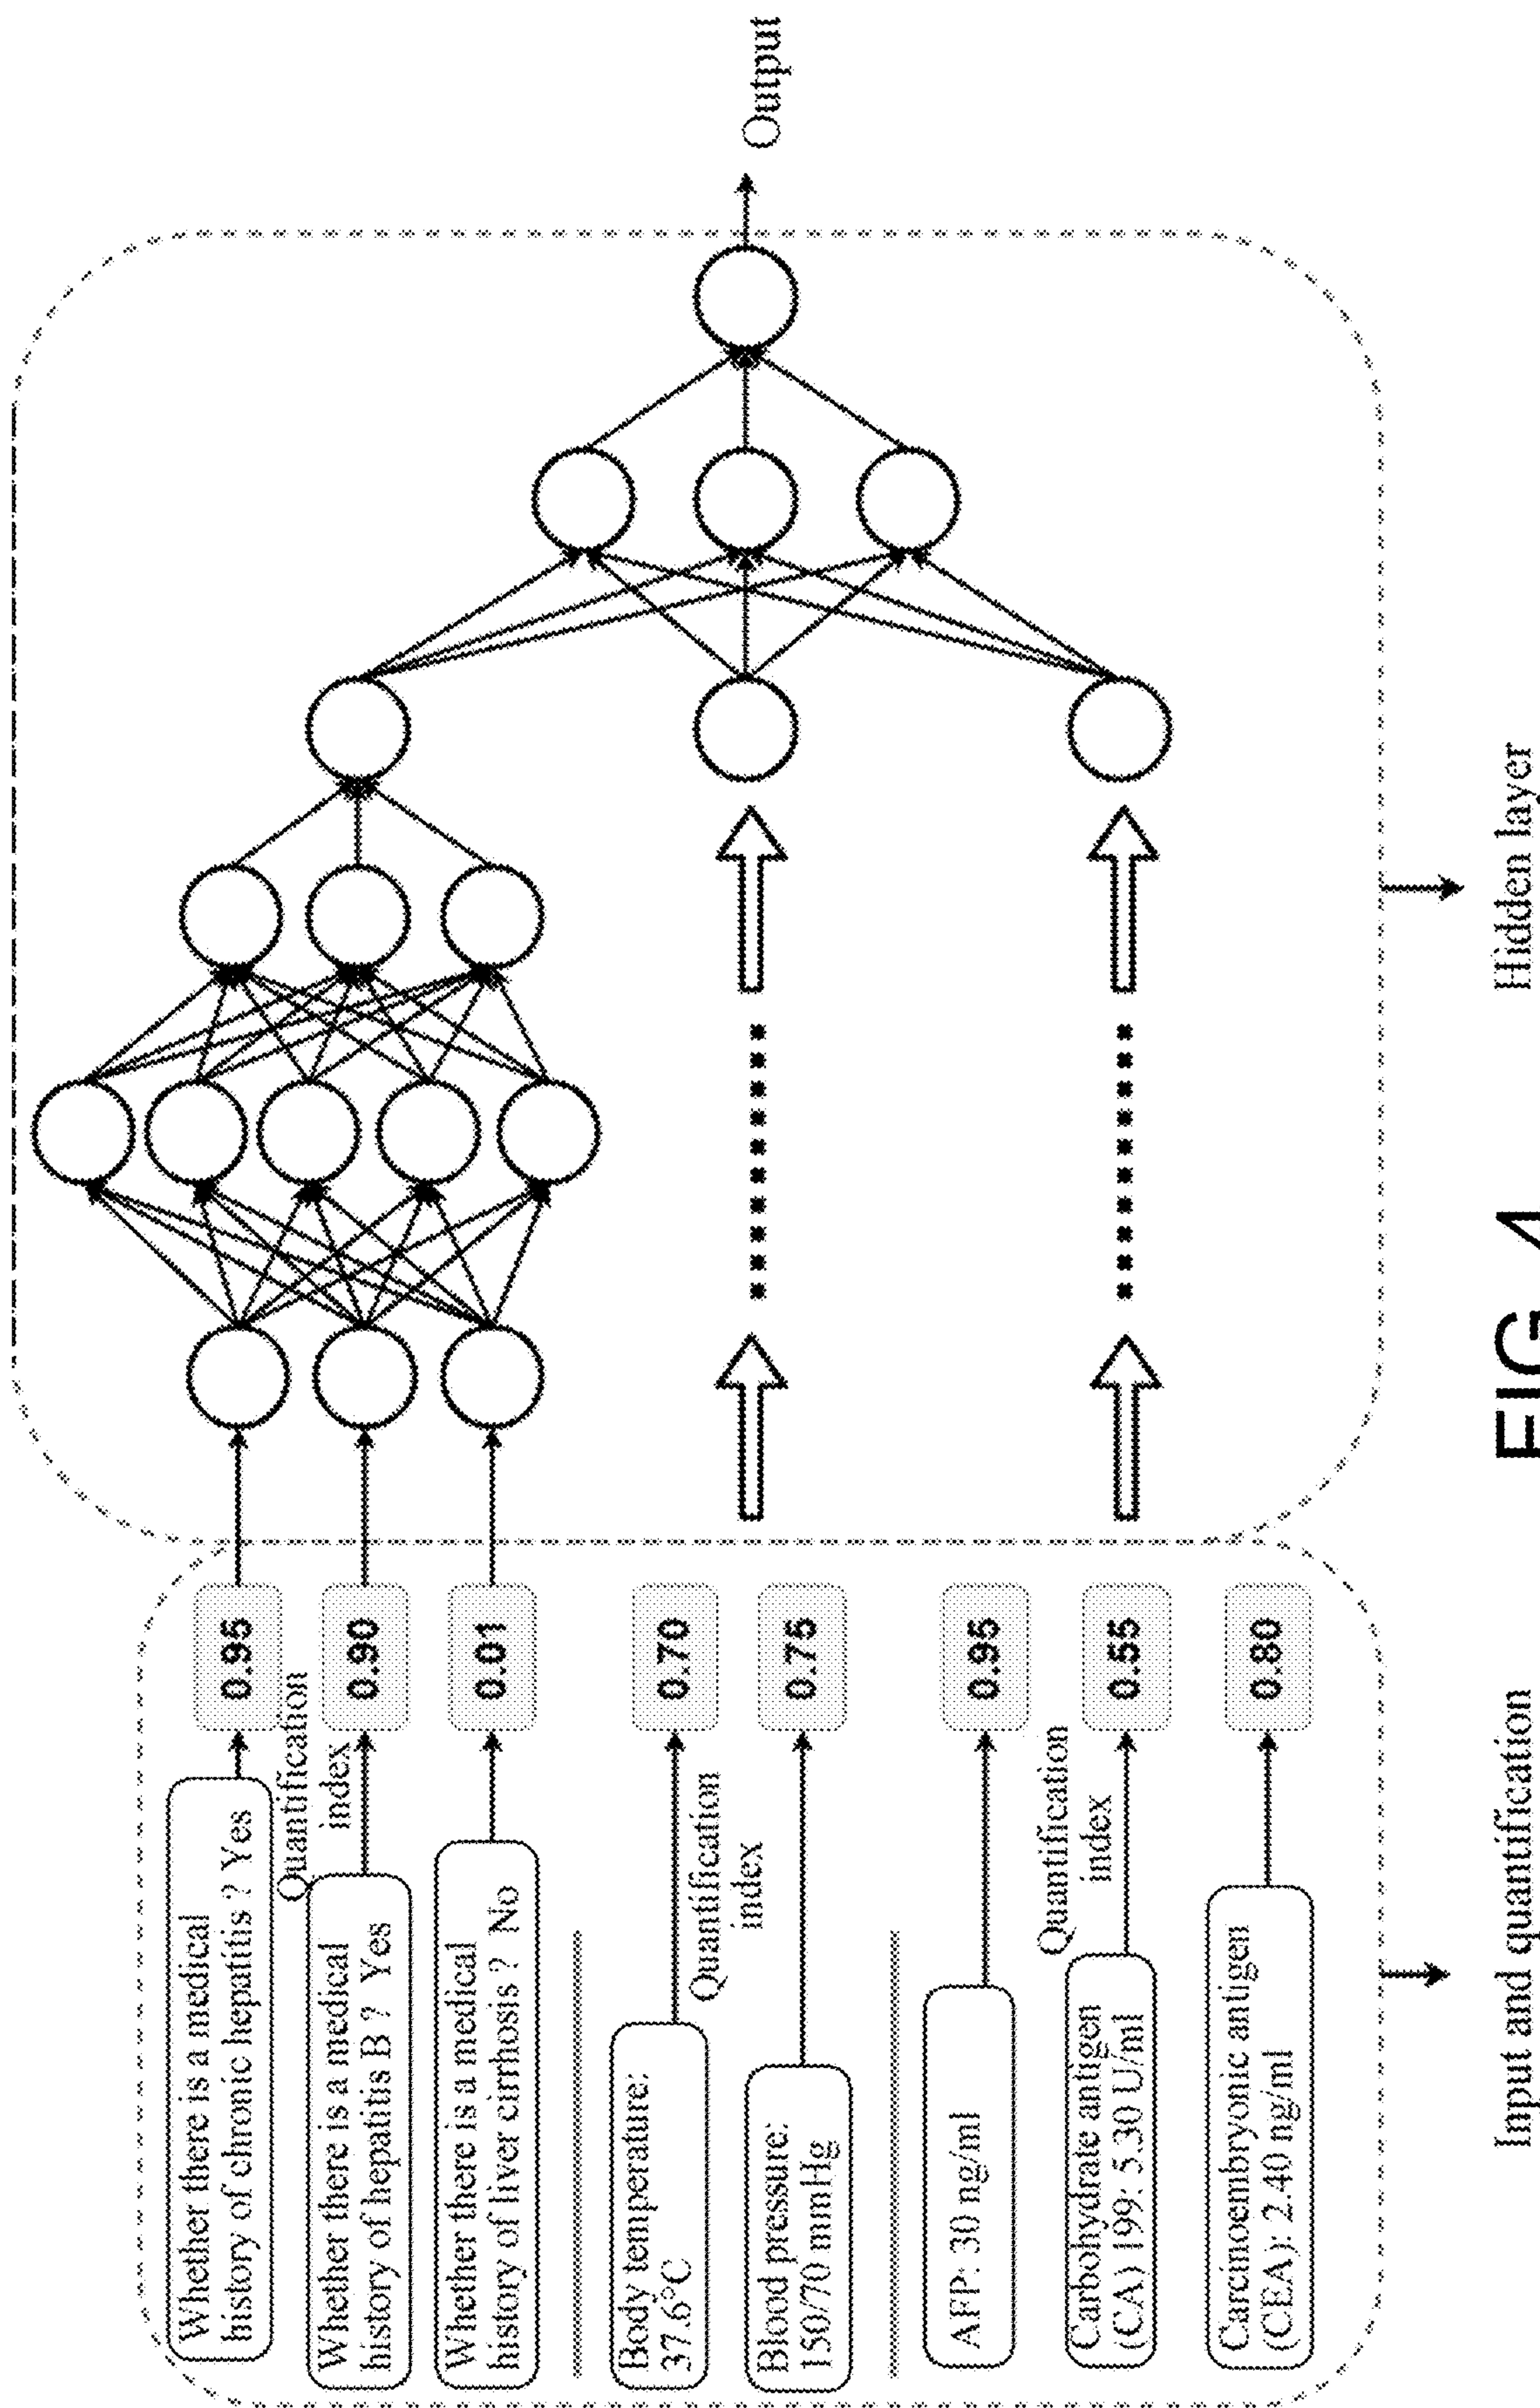 Whether there is a medical
history of chronic hepatitis ? Yes
0.95
Quantification
index
Whether there is a medical
history of hepatitis B ? Yes
0.90
Whether there is a medical
history of liver cirrhosis ? No
0.01
Body temperature:
37.6°C
0.70
Quantification
index
Blood pressure:
150/70 mmHg
0.75
AFP: 30 ng/ml
0.95
Quantification
index
Carbohydrate antigen
(CA) 199: 5.30 U/ml
0.55
Carcinoembryonic antigen
(CEA): 2.40 ng/ml
0.80
Output
Input and quantification
Hidden layer
FIG. 4